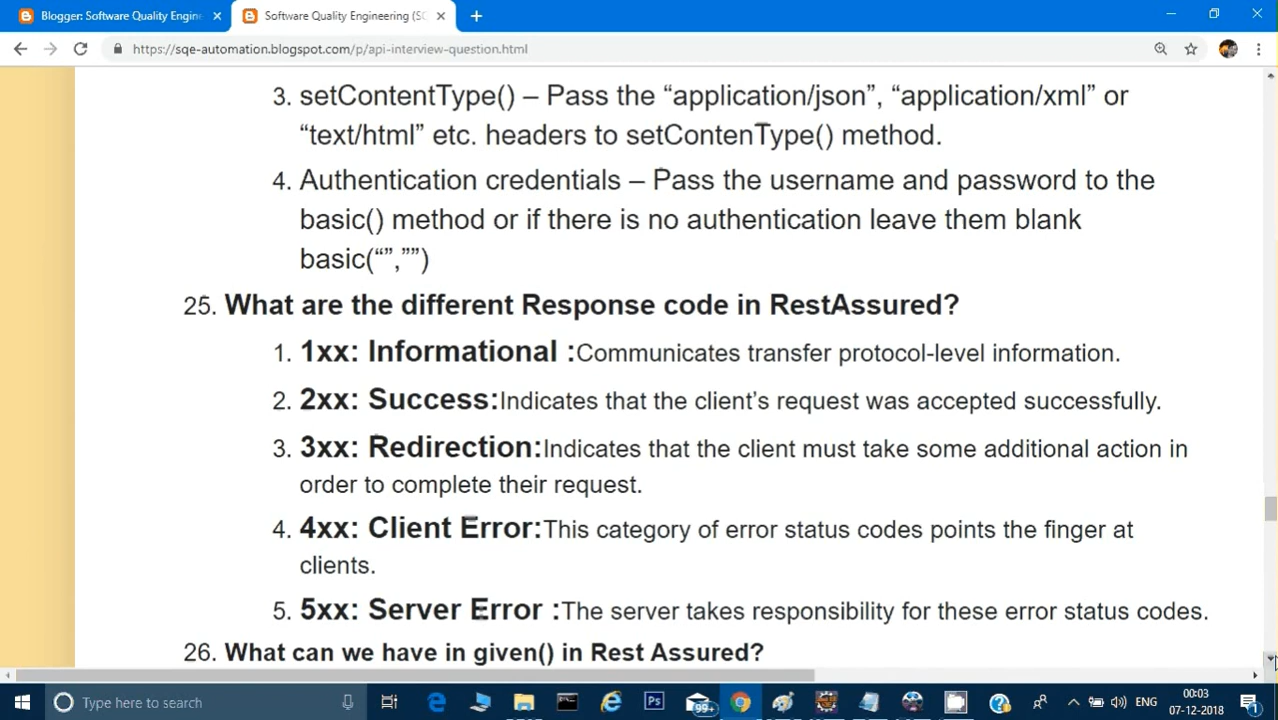 Blogger: Software Quality Engine
Software Quality Engineering (SQ
https://sqe-automation.blogspot.com/p/api-interview-question.html
3. setContentType() – Pass the “application/json”, “application/xml” or
“text/html” etc. headers to setContenType() method.
4. Authentication credentials – Pass the username and password to the
basic() method or if there is no authentication leave them blank
basic(“”,””)
25. What are the different Response code in RestAssured?
1. 1xx: Informational :Communicates transfer protocol-level information.
2. 2xx: Success:Indicates that the client’s request was accepted successfully.
3. 3xx: Redirection:Indicates that the client must take some additional action in
order to complete their request.
4. 4xx: Client Error:This category of error status codes points the finger at
clients.
5. 5xx: Server Error :The server takes responsibility for these error status codes.
26. What can we have in given() in Rest Assured?
Type here to search
Ps
99+
ENG
00:03
07-12-2018
1